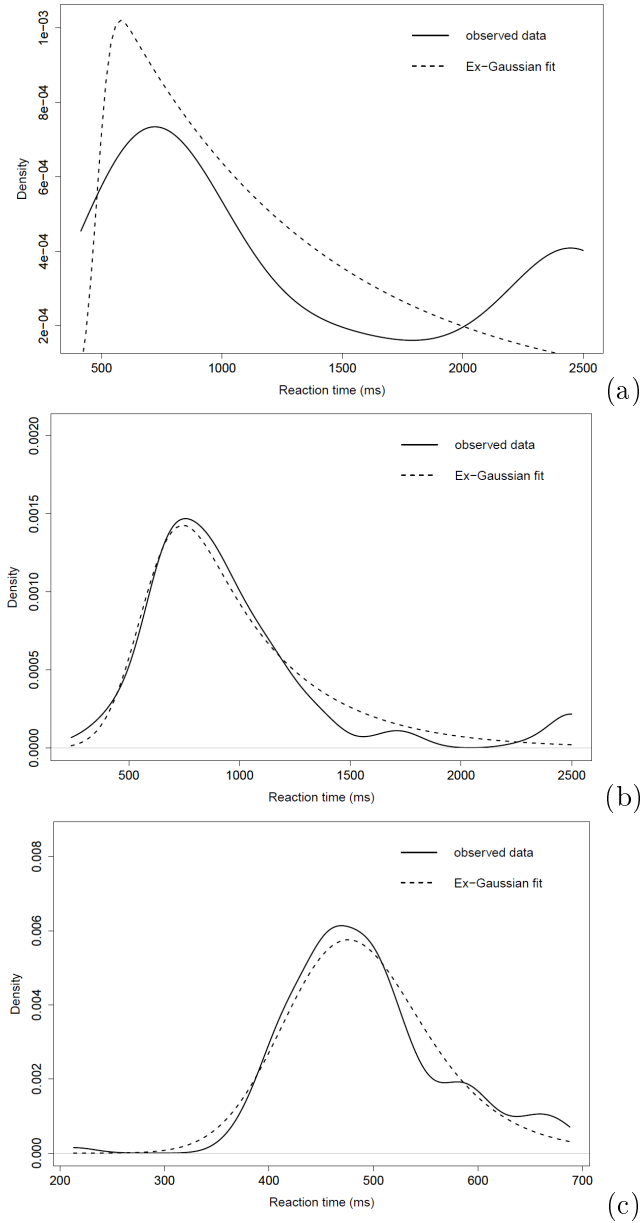 observed data
Ex−Gaussian fit
Density
2e−04 4e−04 6e−04 8e−04 1e−03
500 1000 1500 2000 2500
Reaction time (ms)
(a)
observed data
Ex−Gaussian fit
Density
0.0000 0.0005 0.0010 0.0015 0.0020
500 1000 1500 2000 2500
Reaction time (ms)
(b)
observed data
Ex−Gaussian fit
Density
0.000 0.002 0.004 0.006 0.008
200 300 400 500 600 700
Reaction time (ms)
(c)